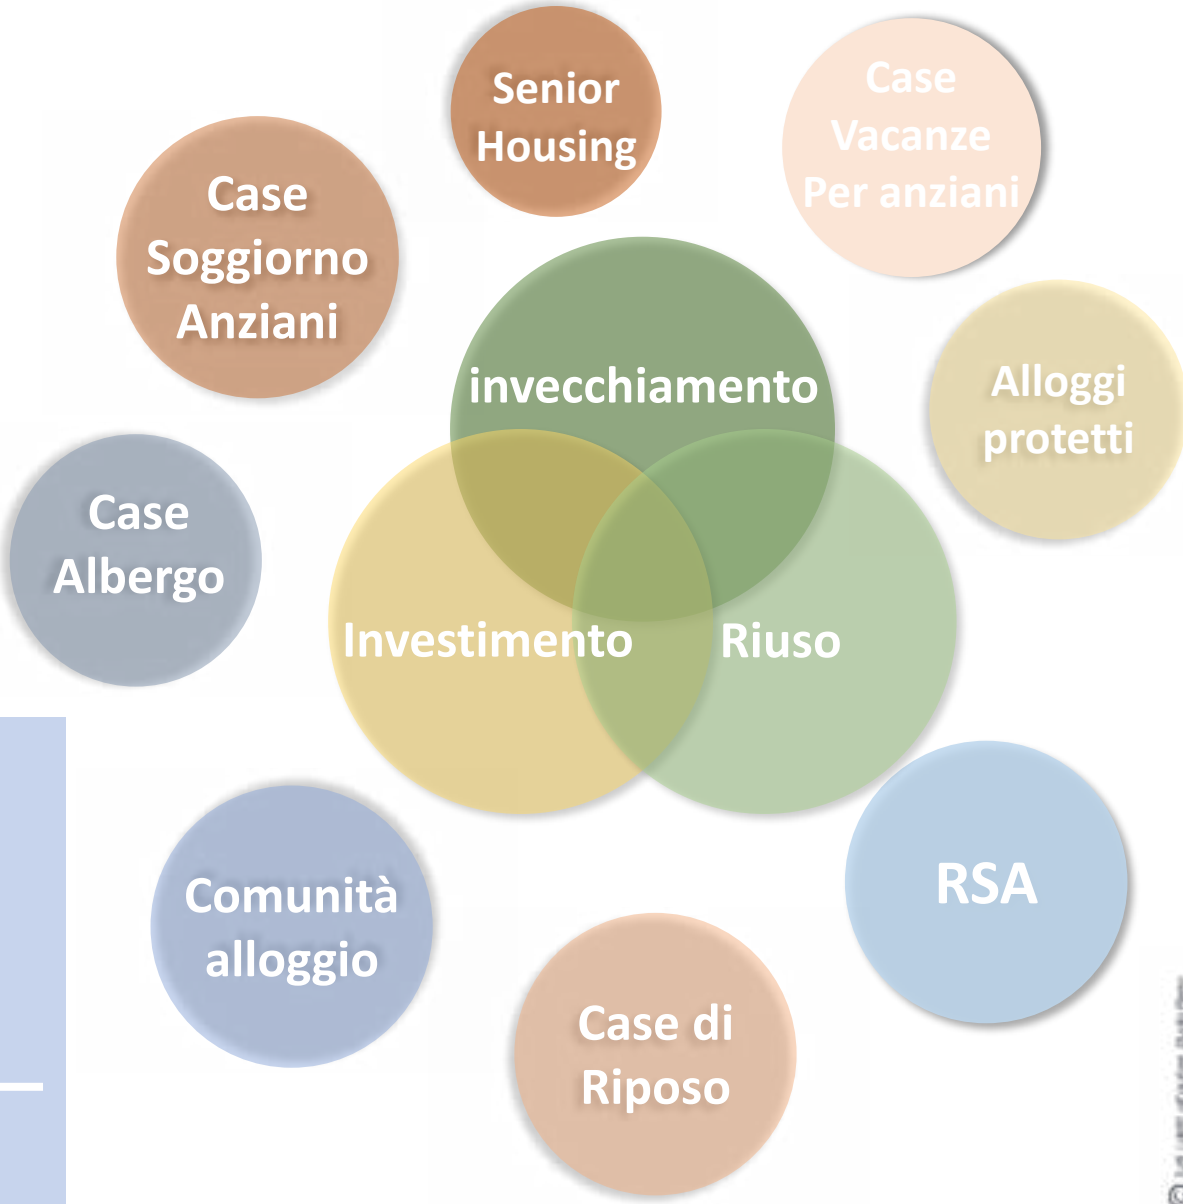 Senior
Housing
Case
Vacanze
Per anziani
Case
Soggiorno
Anziani
invecchiamento
Alloggi
protetti
Case
Albergo
Investimento
Riuso
RSA
Comunità
alloggio
Case di
Riposo
©